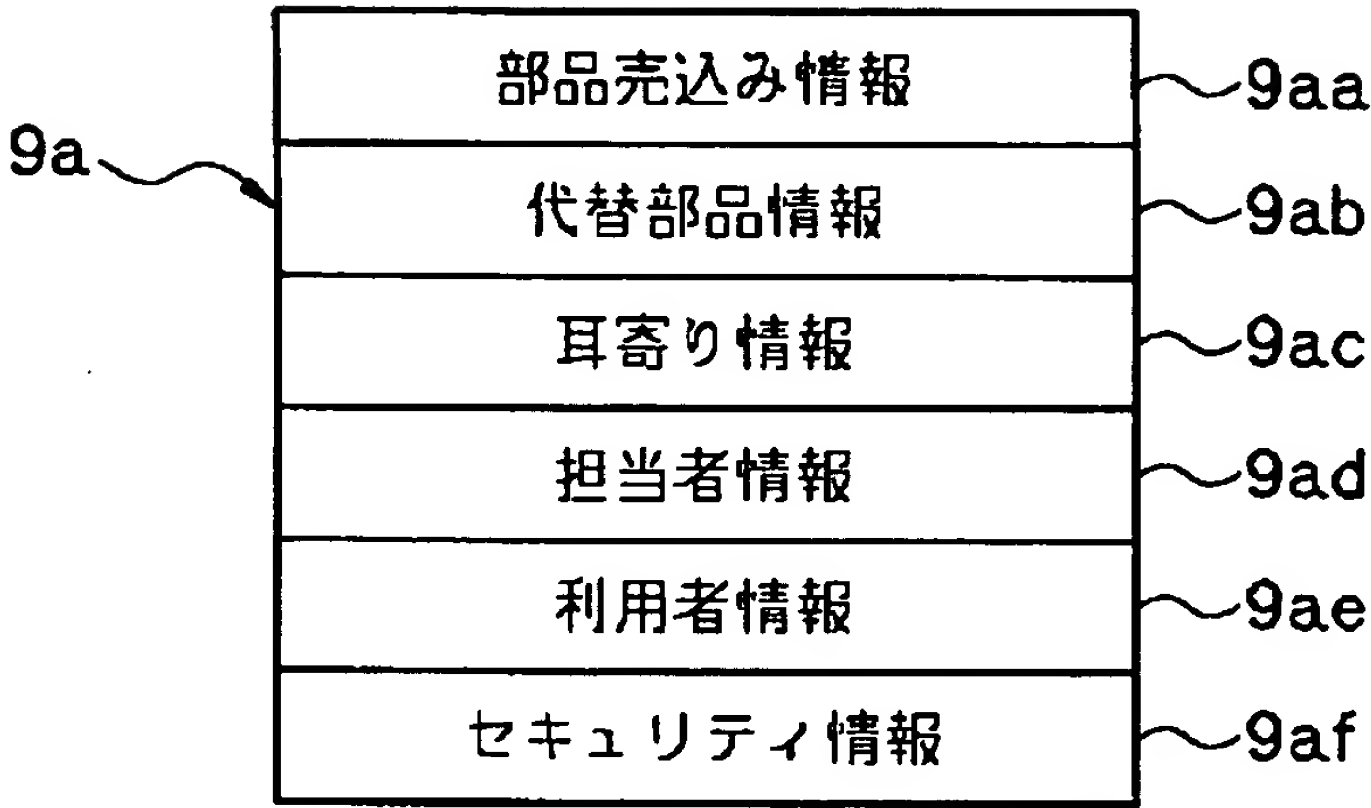 部品売込み情報 9aa
9a
代替部品情報 9ab
耳寄り情報 9ac
担当者情報 9ad
利用者情報 9ae
セキュリティ情報 9af